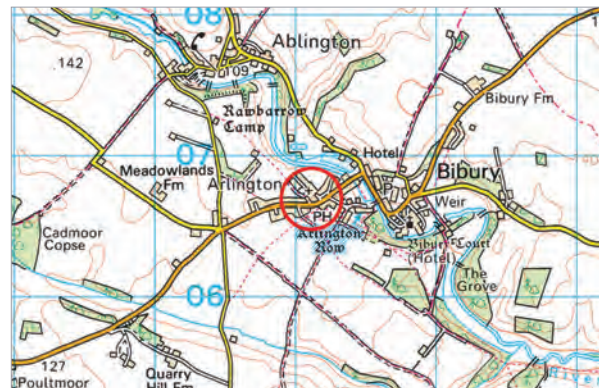 08
Ablington
142
109
Bibury Fm
Rawbarrow
Camp
07
Hotel
Bibury
Meadowlands
Fm
Arlington
P
Weir
PH
Arlington
Row
Bibury Court
(Hotel)
Cadmoor
Copse
The
Grove
06
127
Poultmoor
Quarry
Hill Fm
River